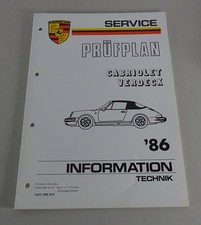 SERVICE
PRÜFPLAN
CABRIOLET
VERDECK
'86
INFORMATION
TECHNIK